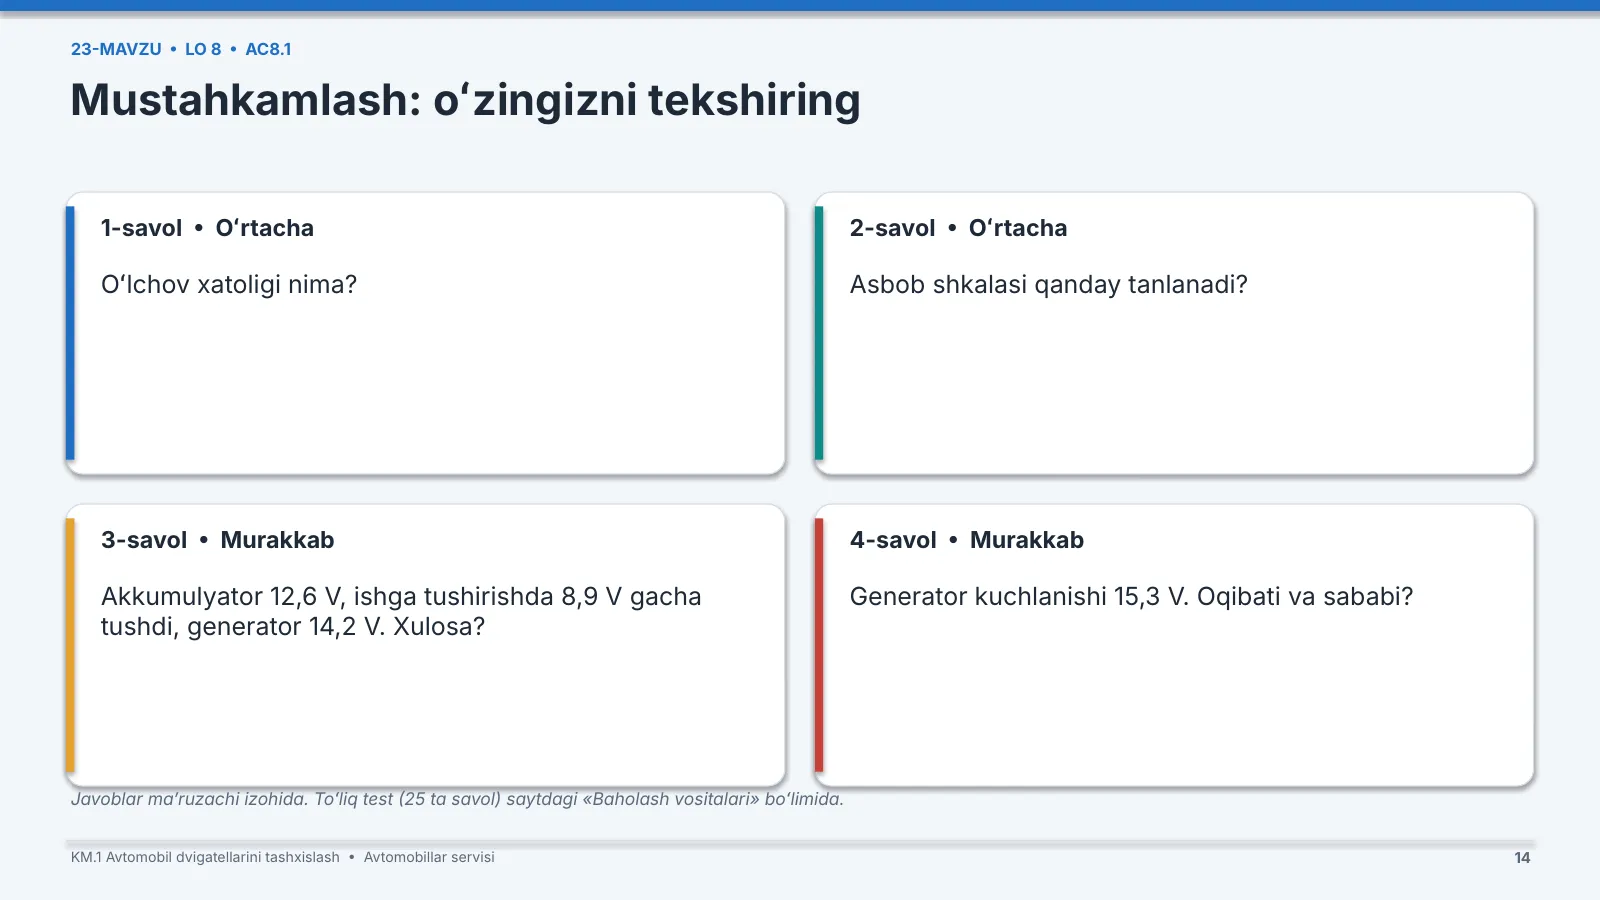 23-MAVZU • LO 8 • AC8.1
Mustahkamlash: oʻzingizni tekshiring
1-savol • Oʻrtacha
Oʻlchov xatoligi nima?
2-savol • Oʻrtacha
Asbob shkalasi qanday tanlanadi?
3-savol • Murakkab
Akkumulyator 12,6 V, ishga tushirishda 8,9 V gacha
tushdi, generator 14,2 V. Xulosa?
4-savol • Murakkab
Generator kuchlanishi 15,3 V. Oqibati va sababi?
Javoblar maʼruzachi izohida. Toʻliq test (25 ta savol) saytdagi «Baholash vositalari» boʻlimida.
KM.1 Avtomobil dvigatellarini tashxislash • Avtomobillar servisi
14